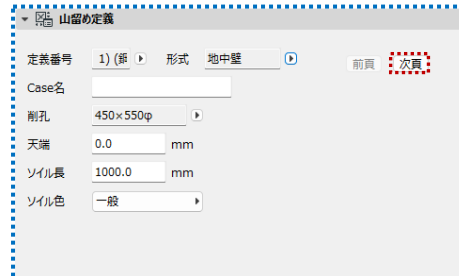 山留め定義
定義番号 1) (鋼 形式 地中壁 前頁 次頁
Case名
削孔 450×550φ
天端 0.0 mm
ソイル長 1000.0 mm
ソイル色 一般